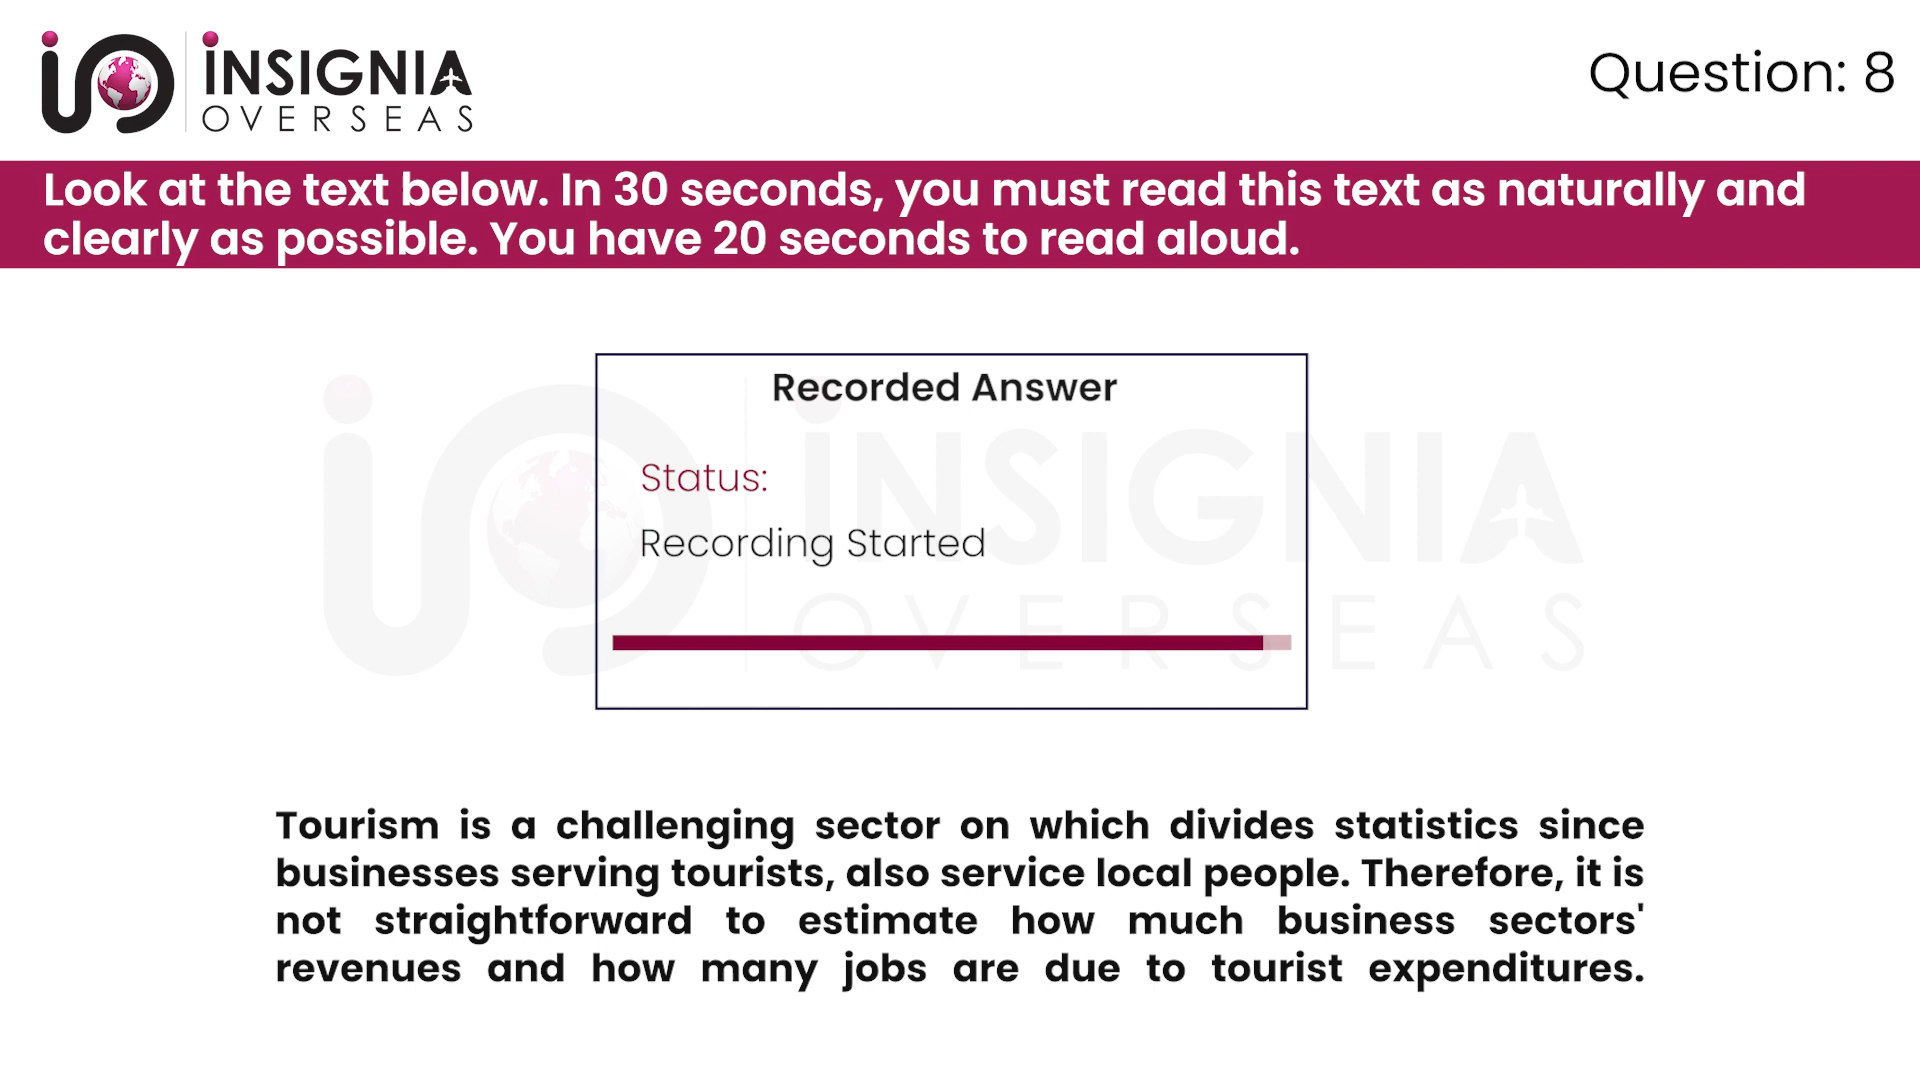 iNSIGNIA
OVERSEAS
Question: 8
Look at the text below. In 30 seconds, you must read this text as naturally and
clearly as possible. You have 20 seconds to read aloud.
Recorded Answer
Status:
Recording Started
iNSIGNIA
OVERSEAS
Tourism is a challenging sector on which divides statistics since
businesses serving tourists, also service local people. Therefore, it is
not straightforward to estimate how much business sectors'
revenues and how many jobs are due to tourist expenditures.